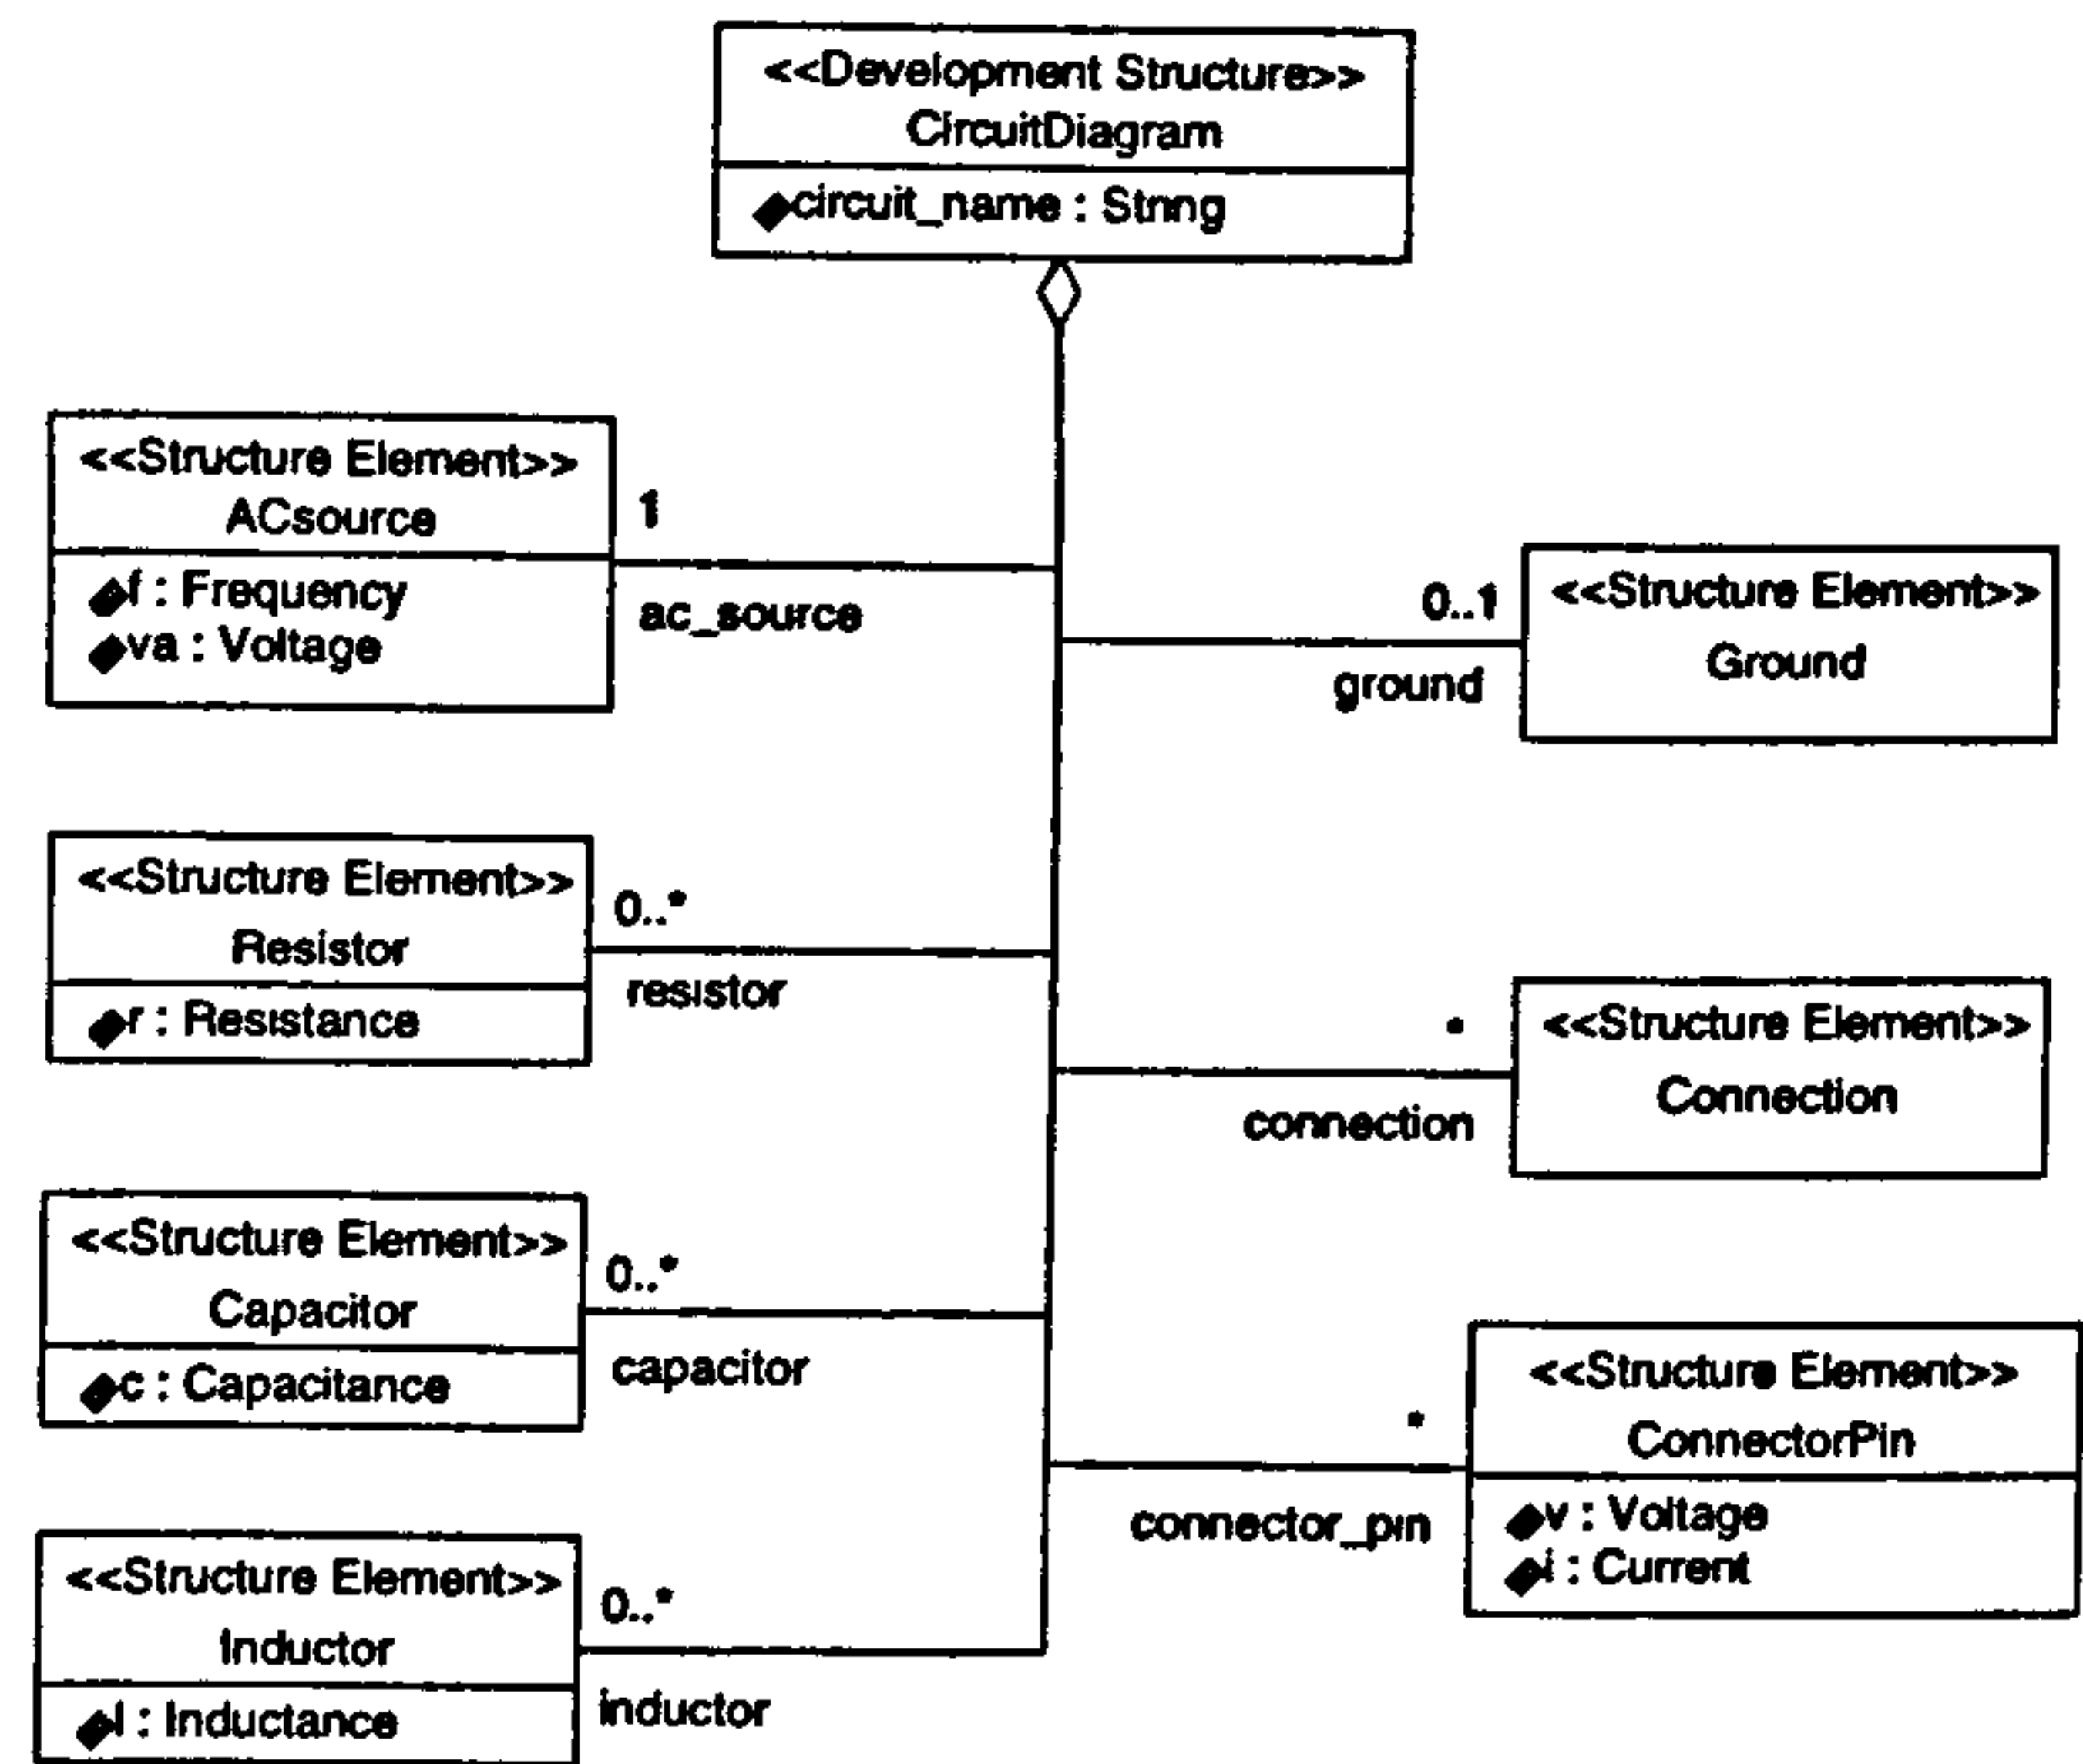 <<Development Structure>>
CircuitDiagram
circuit_name : String
<<Structure Element>>
ACsource
f : Frequency
va : Voltage
1
ac_source
0..1
ground
<<Structure Element>>
Ground
<<Structure Element>>
Resistor
r : Resistance
0..*
resistor
*
connection
<<Structure Element>>
Connection
<<Structure Element>>
Capacitor
c : Capacitance
0..*
capacitor
*
connector_pin
<<Structure Element>>
ConnectorPin
v : Voltage
i : Current
<<Structure Element>>
Inductor
l : Inductance
0..*
inductor